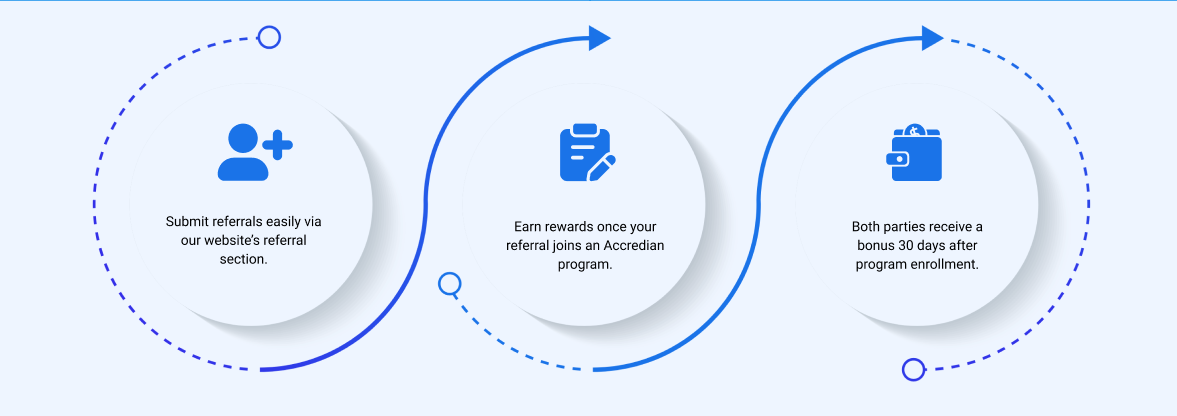 Submit referrals easily via
our website's referral
section.
Earn rewards once your
referral joins an Accredian
program.
Both parties receive a
bonus 30 days after
program enrollment.